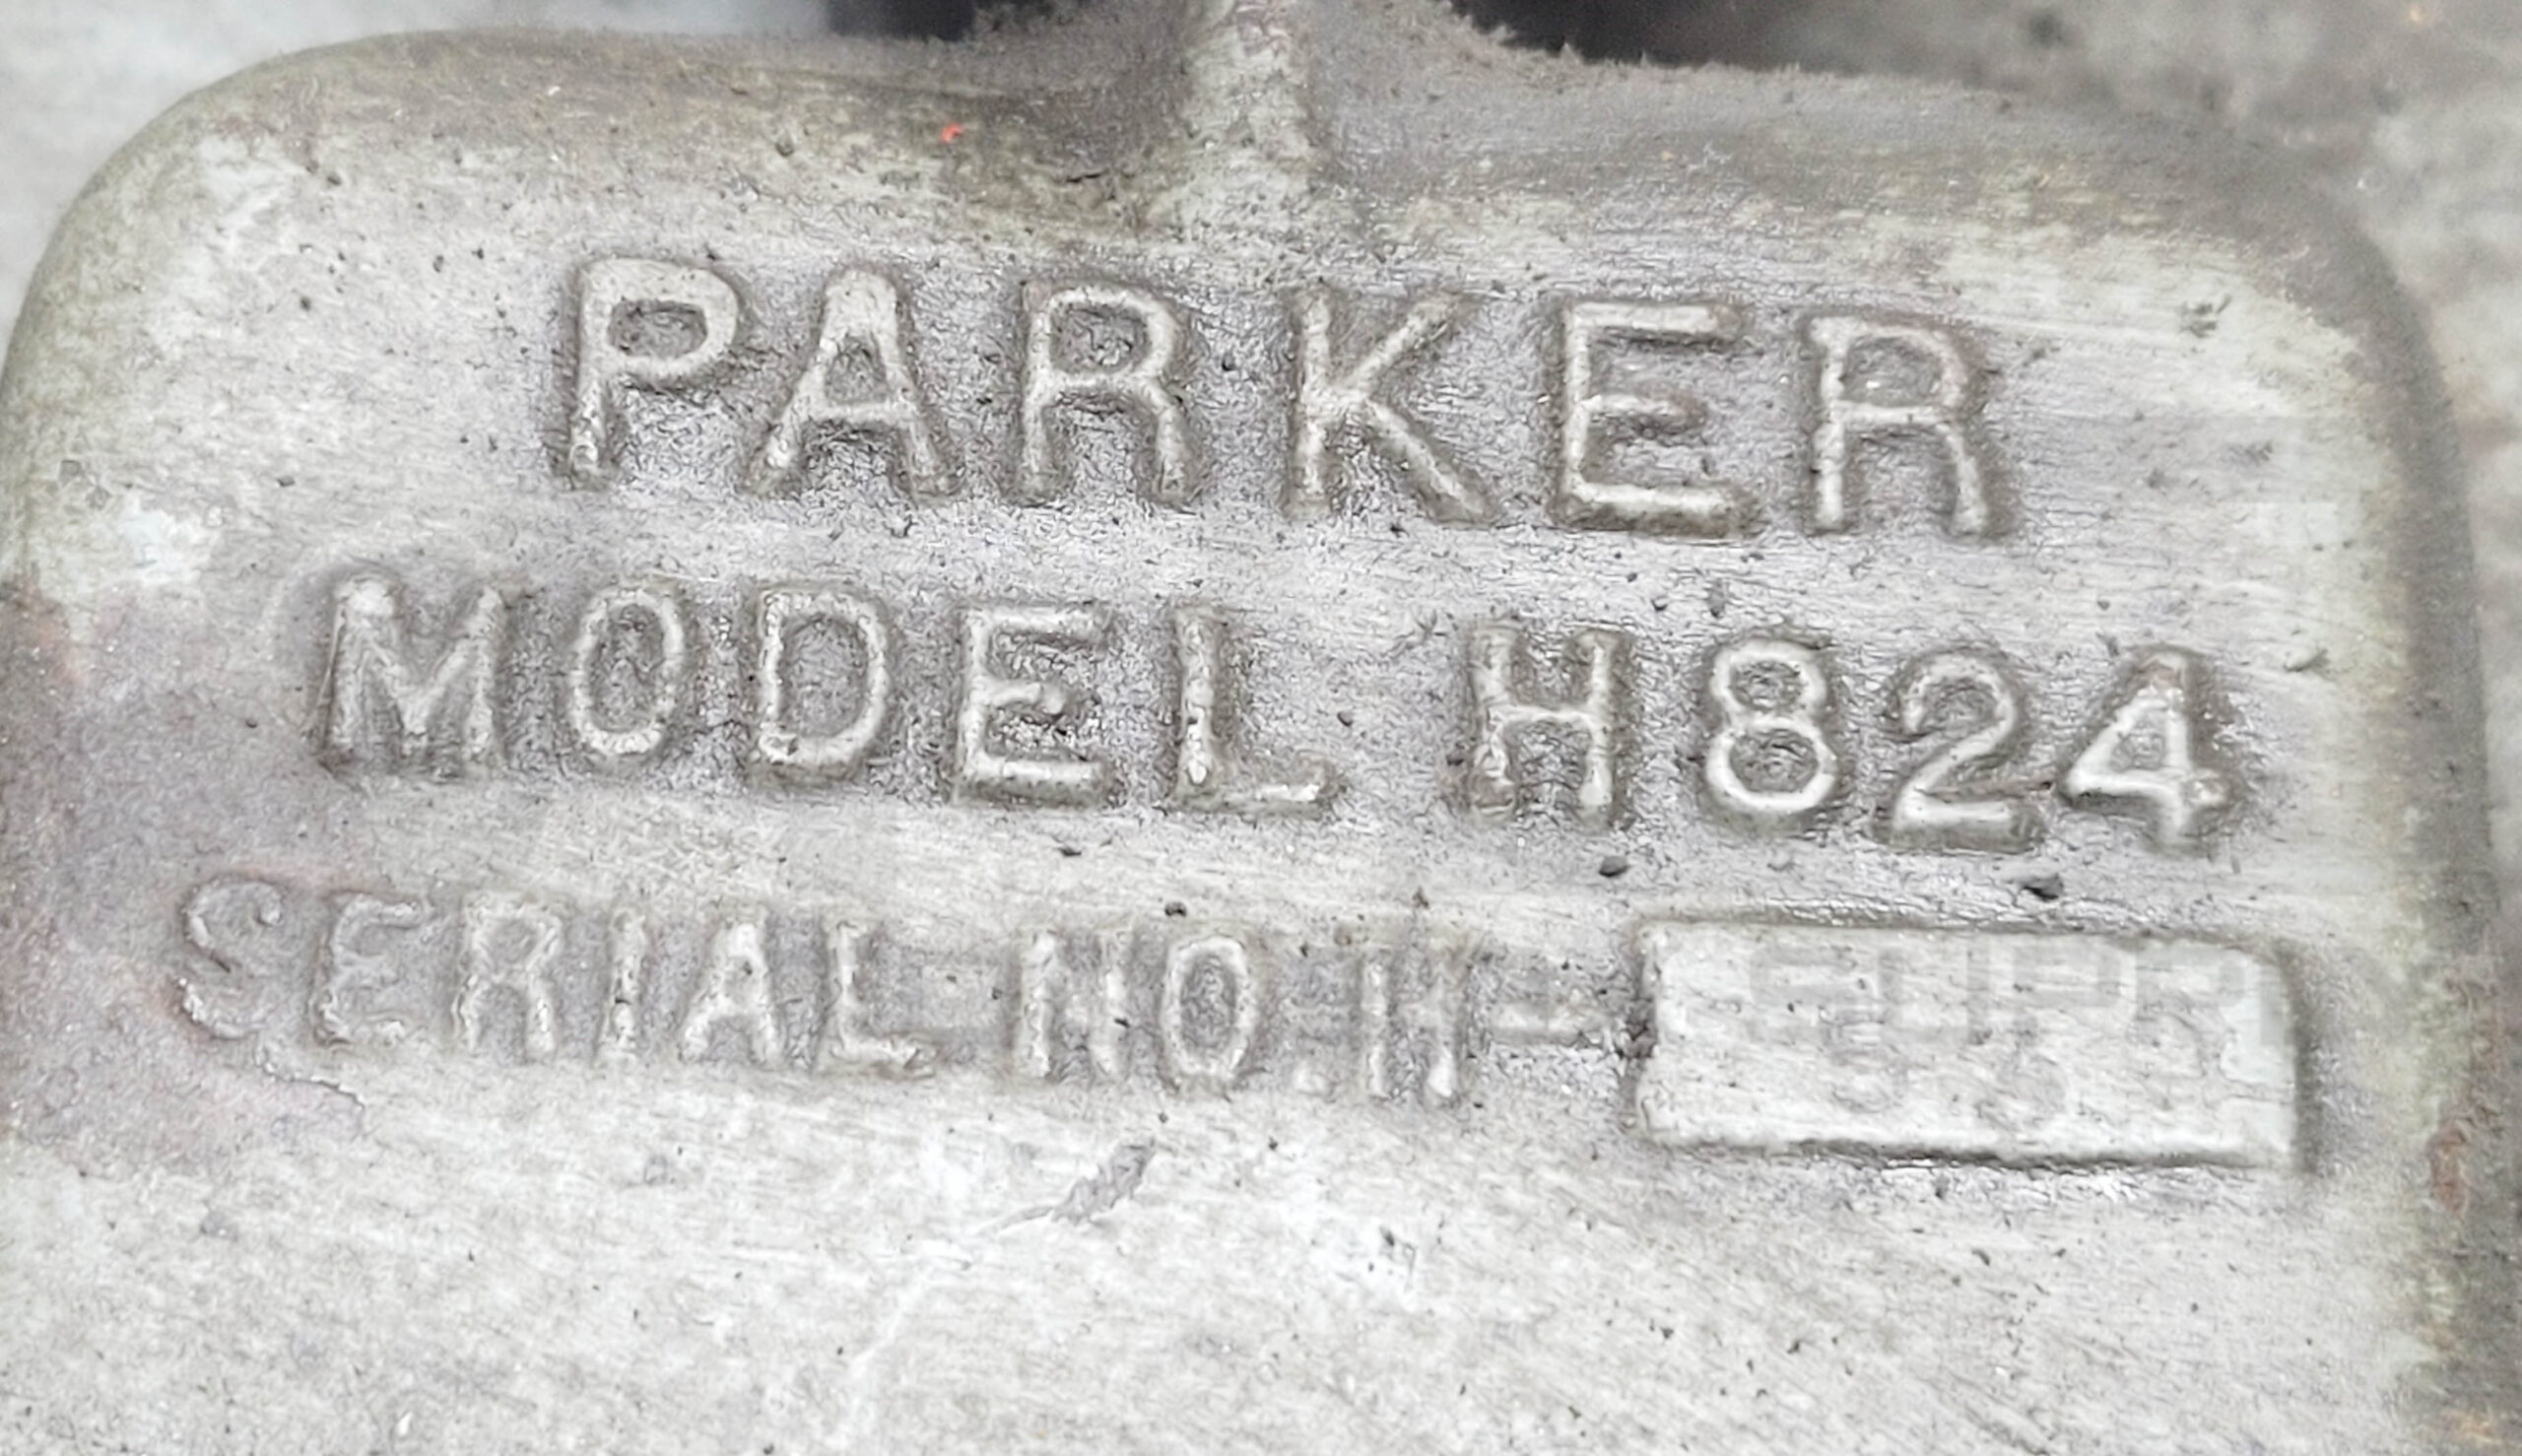 PARKER
MODEL H824
SERIAL NO. H-